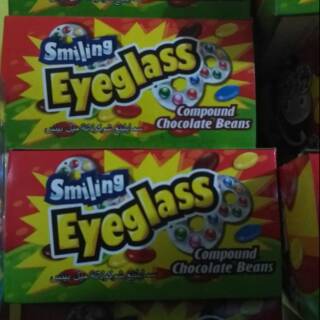 Smiling
Eyeglass
Compound
Chocolate Beans
Smiling
Eyeglass
Compound
Chocolate Beans